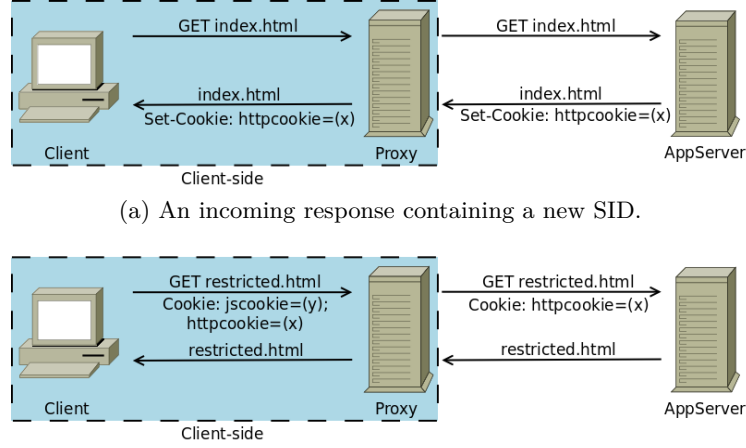 GET index.html
GET index.html
index.html
index.html
Set-Cookie: httpcookie=(x)
Set-Cookie: httpcookie=(x)
Client
Proxy
AppServer
Client-side
(a) An incoming response containing a new SID.
GET restricted.html
GET restricted.html
Cookie: jscookie=(y);
httpcookie=(x)
Cookie: httpcookie=(x)
restricted.html
restricted.html
Client
Proxy
AppServer
Client-side